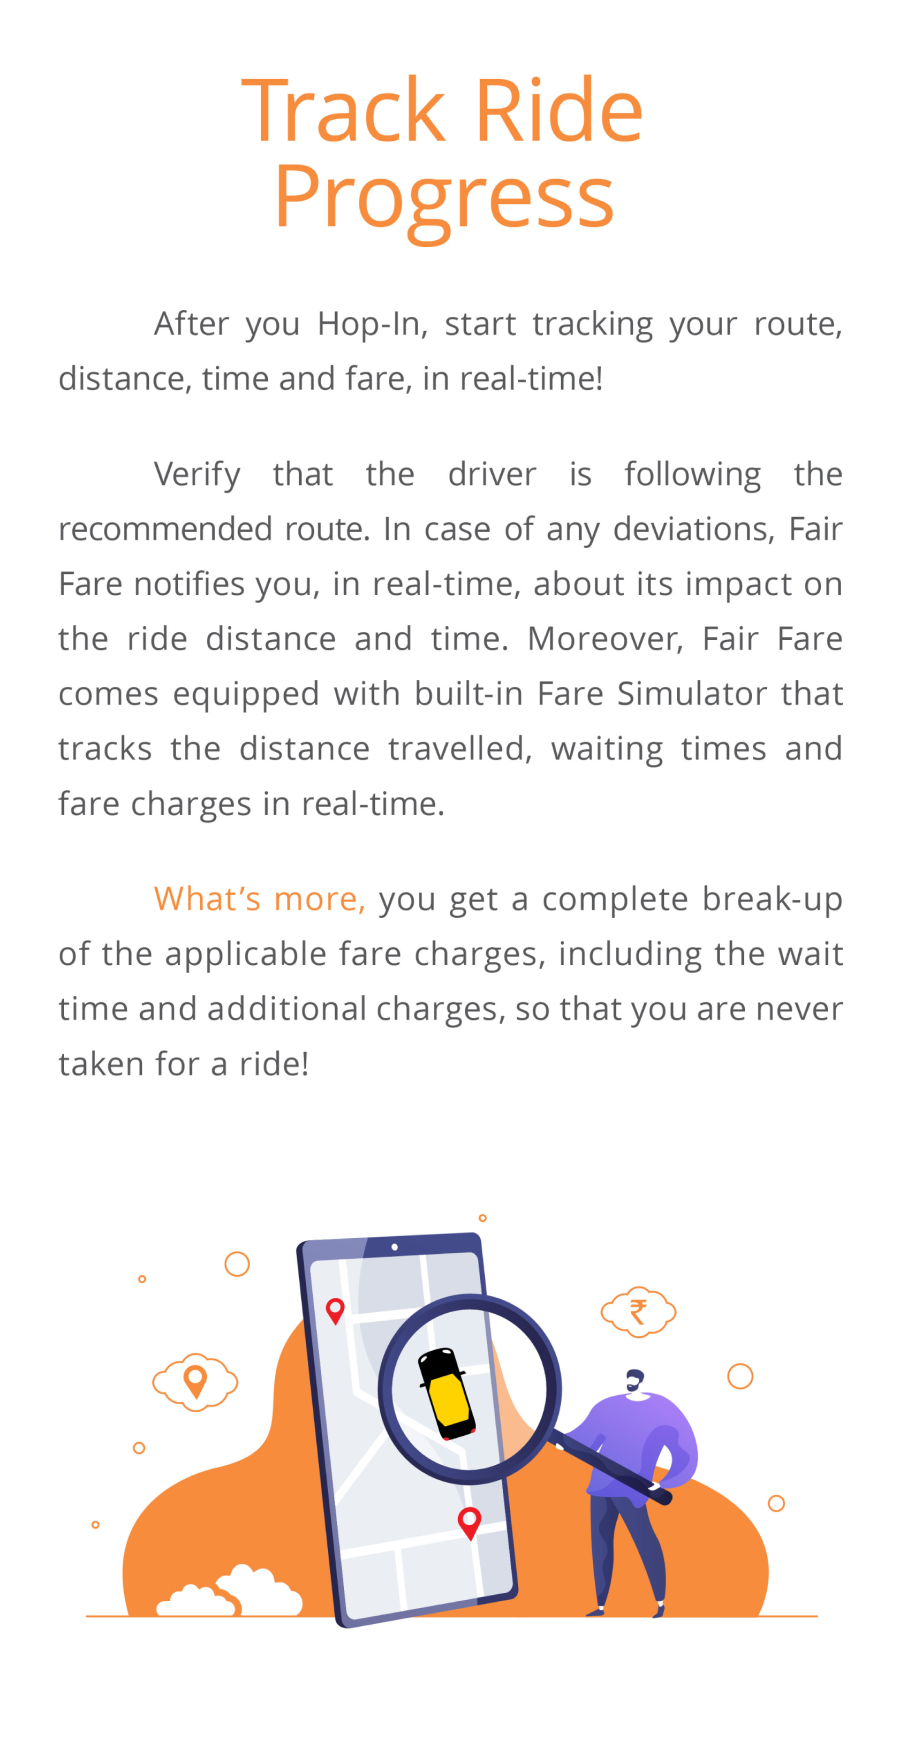 Track Ride
Progress
After you Hop-In, start tracking your route,
distance, time and fare, in real-time!
Verify that the driver is following the
recommended route. In case of any deviations, Fair
Fare notifies you, in real-time, about its impact on
the ride distance and time. Moreover, Fair Fare
comes equipped with built-in Fare Simulator that
tracks the distance travelled, waiting times and
fare charges in real-time.
What’s more, you get a complete break-up
of the applicable fare charges, including the wait
time and additional charges, so that you are never
taken for a ride!
₹